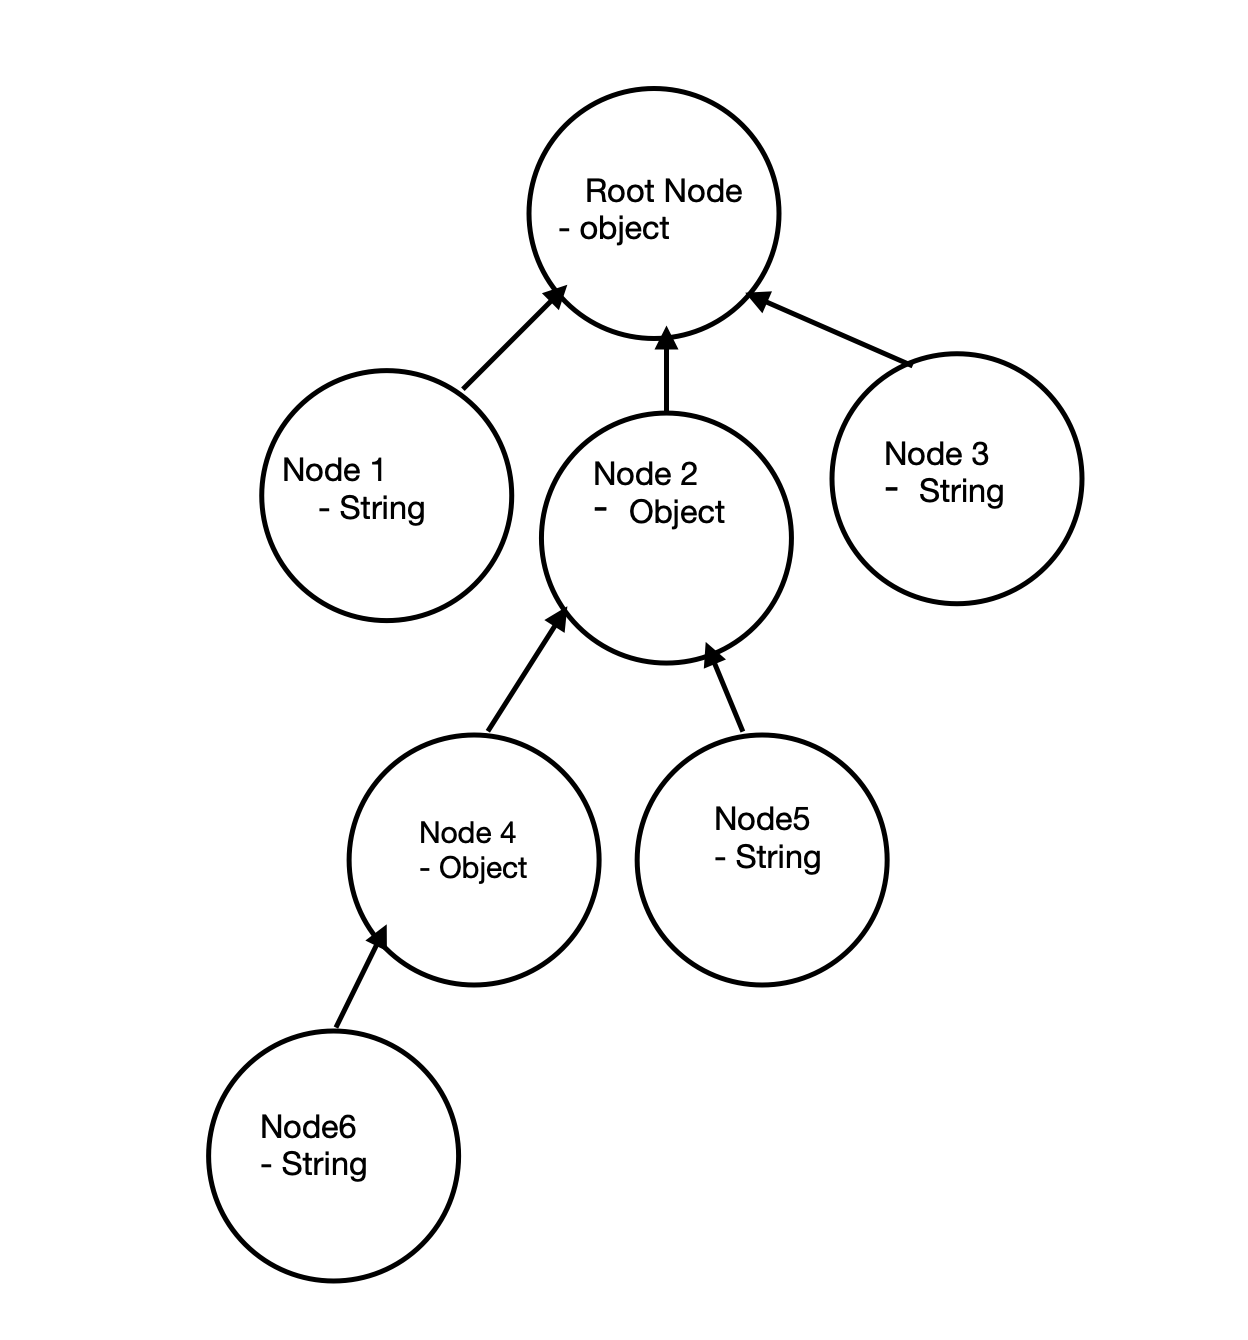 Root Node
- object
Node 1
- String
Node 2
- Object
Node 3
- String
Node 4
- Object
Node5
- String
Node6
- String